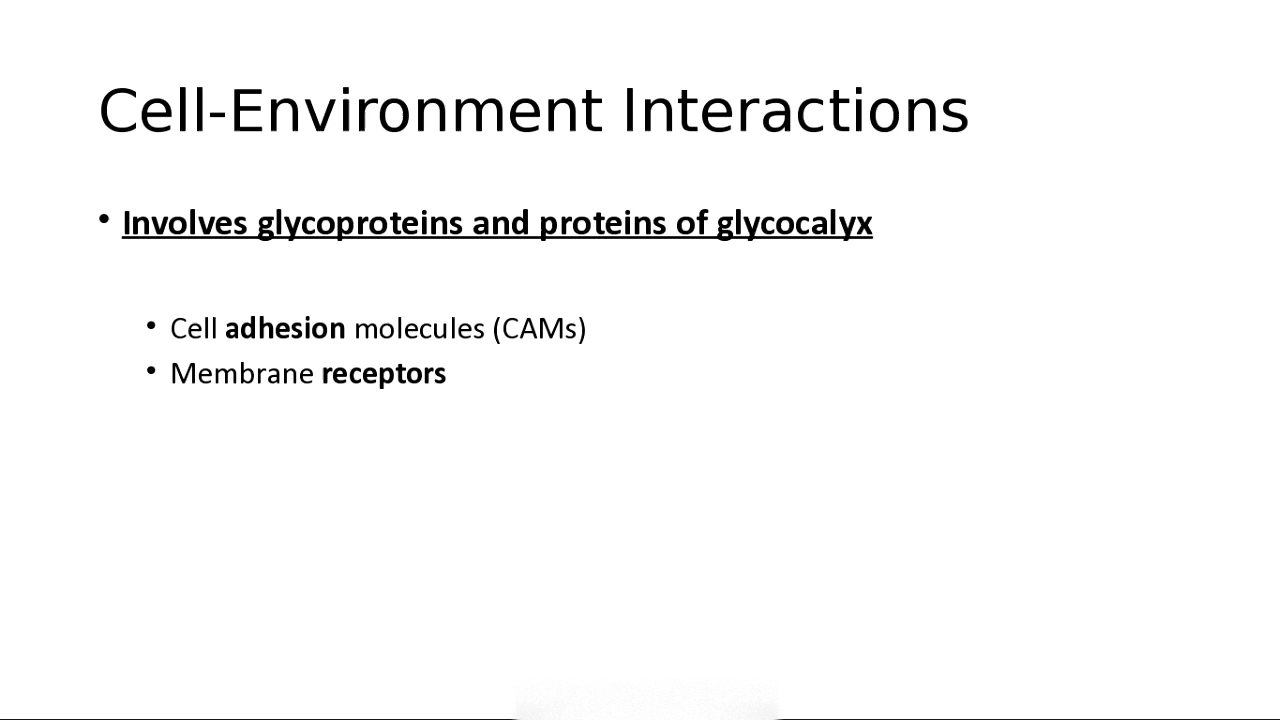 Cell-Environment Interactions
• Involves glycoproteins and proteins of glycocalyx
• Cell adhesion molecules (CAMs)
• Membrane receptors